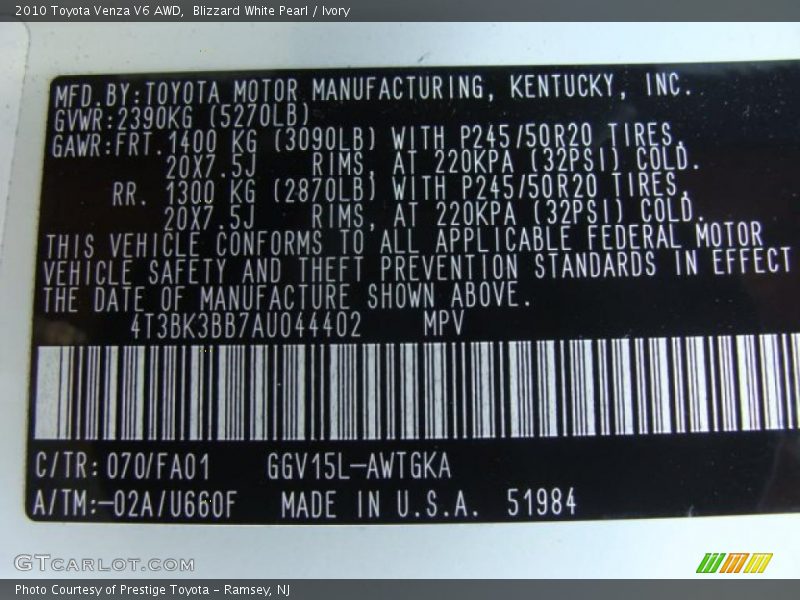 2010 Toyota Venza V6 AWD,  Blizzard White Pearl / Ivory
MFD.BY:TOYOTA MOTOR MANUFACTURING, KENTUCKY, INC.
GVWR:2390KG (5270LB)
GAWR:FRT.1400 KG (3090LB) WITH P245/50R20 TIRES,
20X7.5J RIMS, AT 220KPA (32PSI) COLD.
RR. 1300 KG (2870LB) WITH P245/50R20 TIRES,
20X7.5J RIMS, AT 220KPA (32PSI) COLD.
THIS VEHICLE CONFORMS TO ALL APPLICABLE FEDERAL MOTOR
VEHICLE SAFETY AND THEFT PREVENTION STANDARDS IN EFFECT
THE DATE OF MANUFACTURE SHOWN ABOVE.
4T3BK3BB7AU044402 MPV
C/TR: 070/FA01 GGV15L-AWTGKA
A/TM:-02A/U660F MADE IN U.S.A. 51984
GTCARLOT.COM
Photo Courtesy of Prestige Toyota - Ramsey, NJ